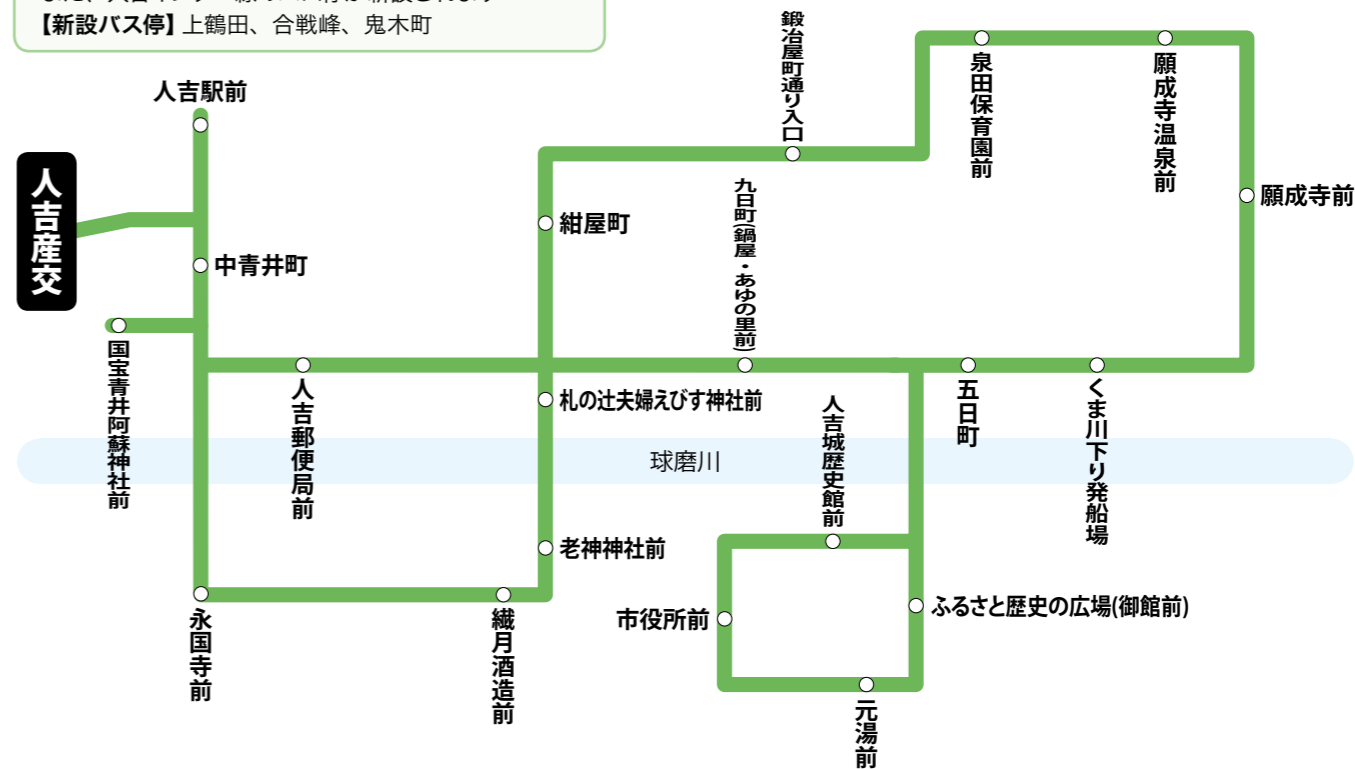 【新設バス停】上鶴田、合戦峰、鬼木町
人吉駅前
人吉産交
中青井町
国宝青井阿蘇神社前
人吉郵便局前
永国寺前
繊月酒造前
老神神社前
札の辻夫婦えびす神社前
紺屋町
鍛冶屋町通り入口
九日町(鍋屋・あゆの里前)
泉田保育園前
願成寺温泉前
願成寺前
五日町
くま川下り発船場
球磨川
人吉城歴史館前
市役所前
ふるさと歴史の広場(御館前)
元湯前